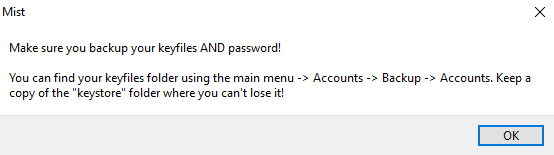 Mist
Make sure you backup your keyfiles AND password!
You can find your keyfiles folder using the main menu -> Accounts -> Backup -> Accounts. Keep a
copy of the "keystore" folder where you can't lose it!
OK